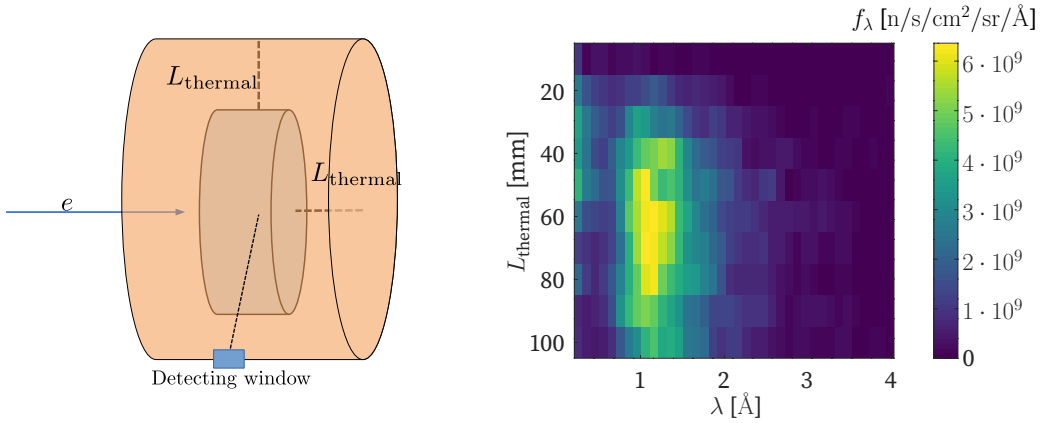 L_thermal
L_thermal
e
Detecting window
f_λ [n/s/cm²/sr/Å]
L_thermal [mm]
20
40
60
80
100
1
2
3
4
λ [Å]
6 · 10⁹
5 · 10⁹
4 · 10⁹
3 · 10⁹
2 · 10⁹
1 · 10⁹
0